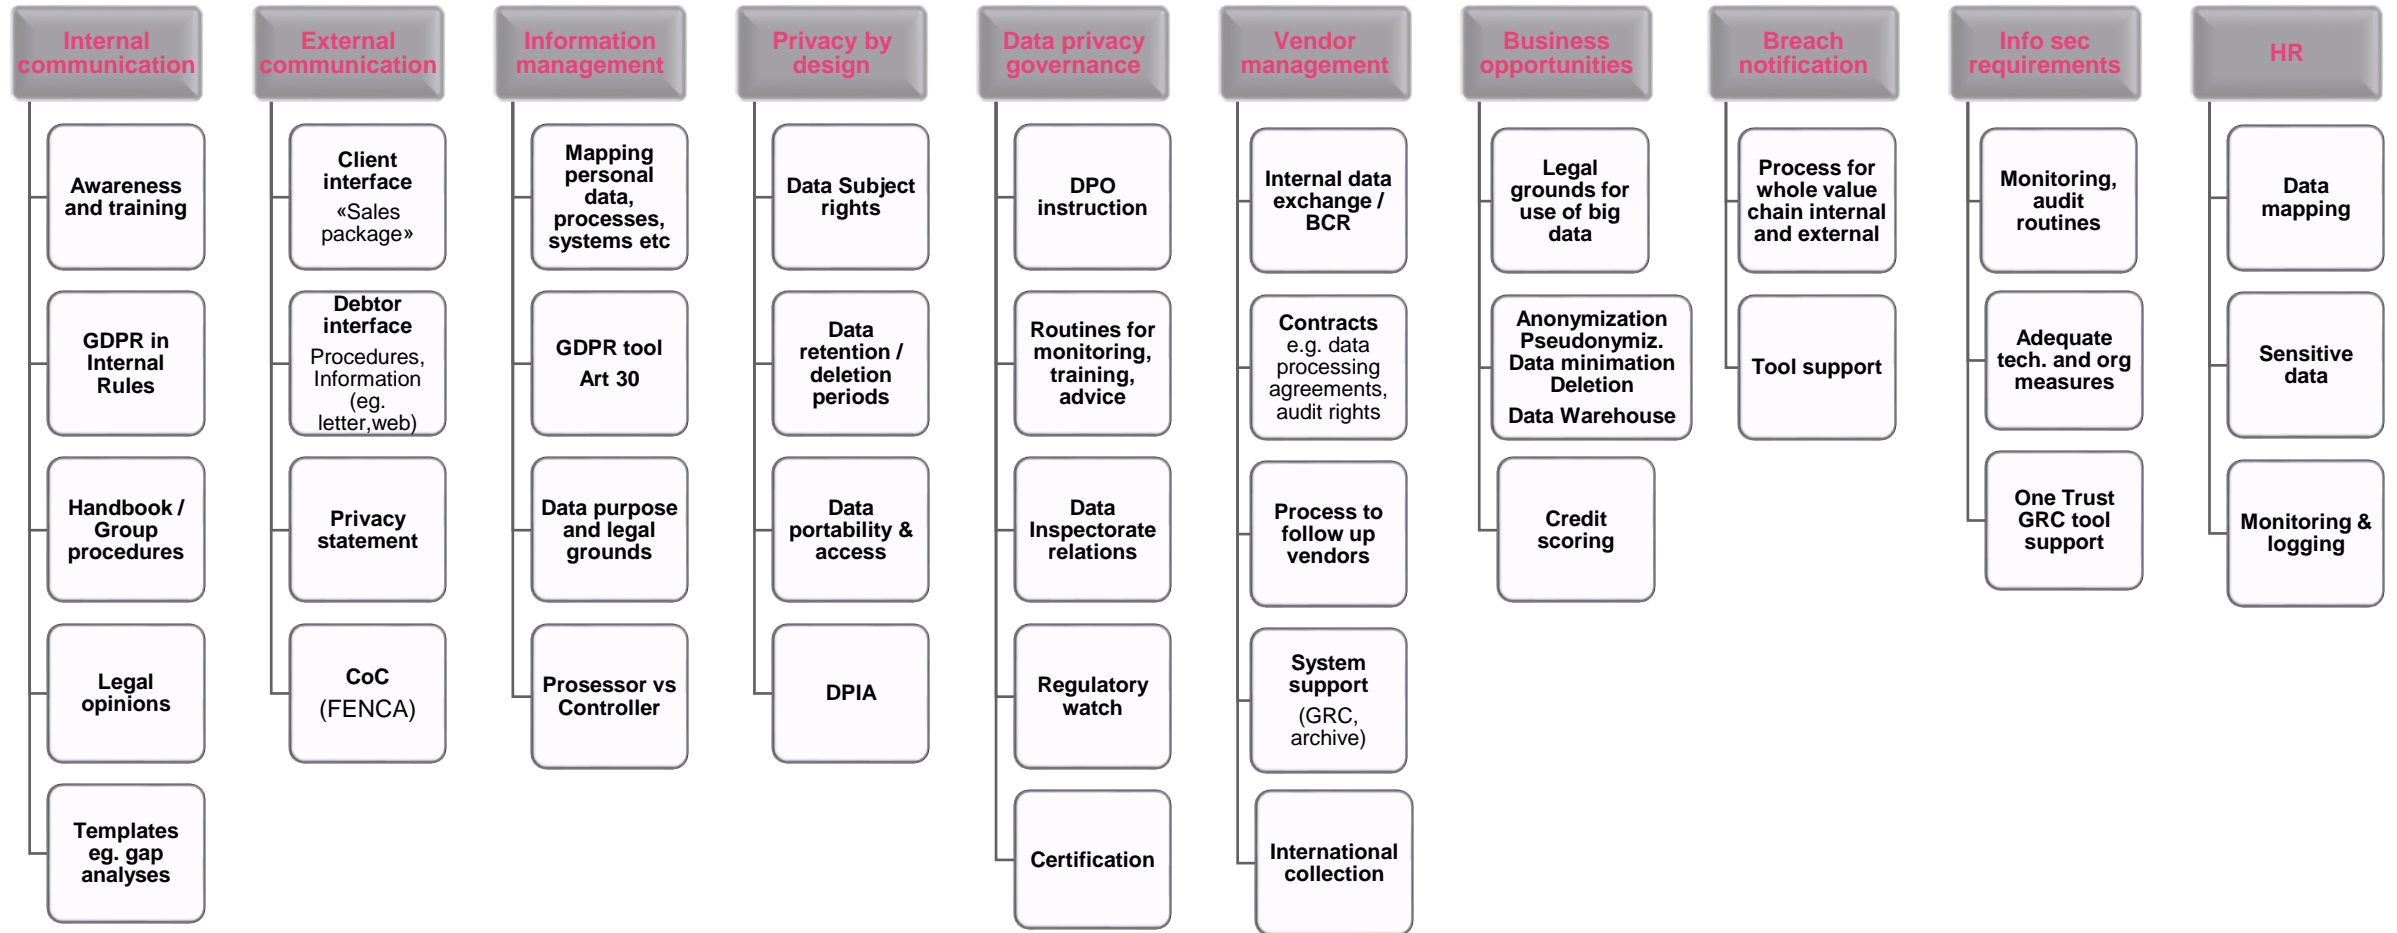 Internal
communication
Awareness
and training
GDPR in
Internal
Rules
Handbook /
Group
procedures
Legal
opinions
Templates
eg. gap
analyses
External
communication
Client
interface
«Sales
package»
Debtor
interface
Procedures,
Information
(eg.
letter,web)
Privacy
statement
CoC
(FENCA)
Information
management
Mapping
personal
data,
processes,
systems etc
GDPR tool
Art 30
Data purpose
and legal
grounds
Prosessor vs
Controller
Privacy by
design
Data Subject
rights
Data
retention /
deletion
periods
Data
portability &
access
DPIA
Data privacy
governance
DPO
instruction
Routines for
monitoring,
training,
advice
Data
Inspectorate
relations
Regulatory
watch
Certification
Vendor
management
Internal data
exchange /
BCR
Contracts
e.g. data
processing
agreements,
audit rights
Process to
follow up
vendors
System
support
(GRC,
archive)
International
collection
Business
opportunities
Legal
grounds for
use of big
data
Anonymization
Pseudonymiz.
Data minimation
Deletion
Data Warehouse
Credit
scoring
Breach
notification
Process for
whole value
chain internal
and external
Tool support
Info sec
requirements
Monitoring,
audit
routines
Adequate
tech. and org
measures
One Trust
GRC tool
support
HR
Data
mapping
Sensitive
data
Monitoring &
logging